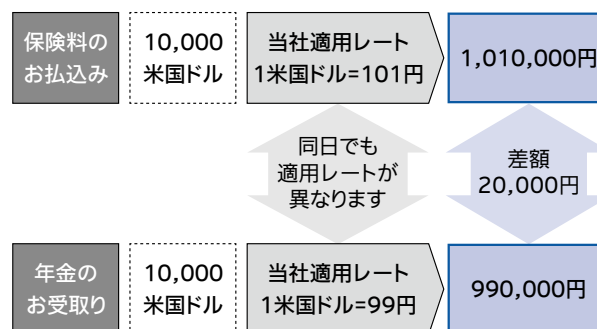 保険料の
お払込み
10,000
米国ドル
当社適用レート
1米国ドル=101円
1,010,000円
同日でも
適用レートが
異なります
差額
20,000円
年金の
お受取り
10,000
米国ドル
当社適用レート
1米国ドル=99円
990,000円